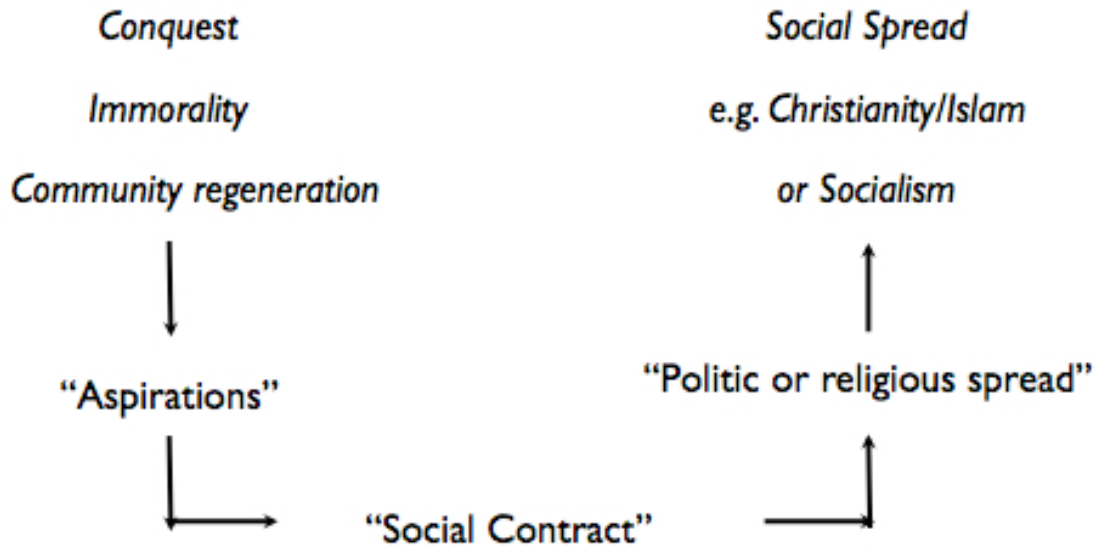 Conquest
Immorality
Community regeneration
“Aspirations”
“Social Contract”
“Politic or religious spread”
Social Spread
e.g. Christianity/Islam
or Socialism